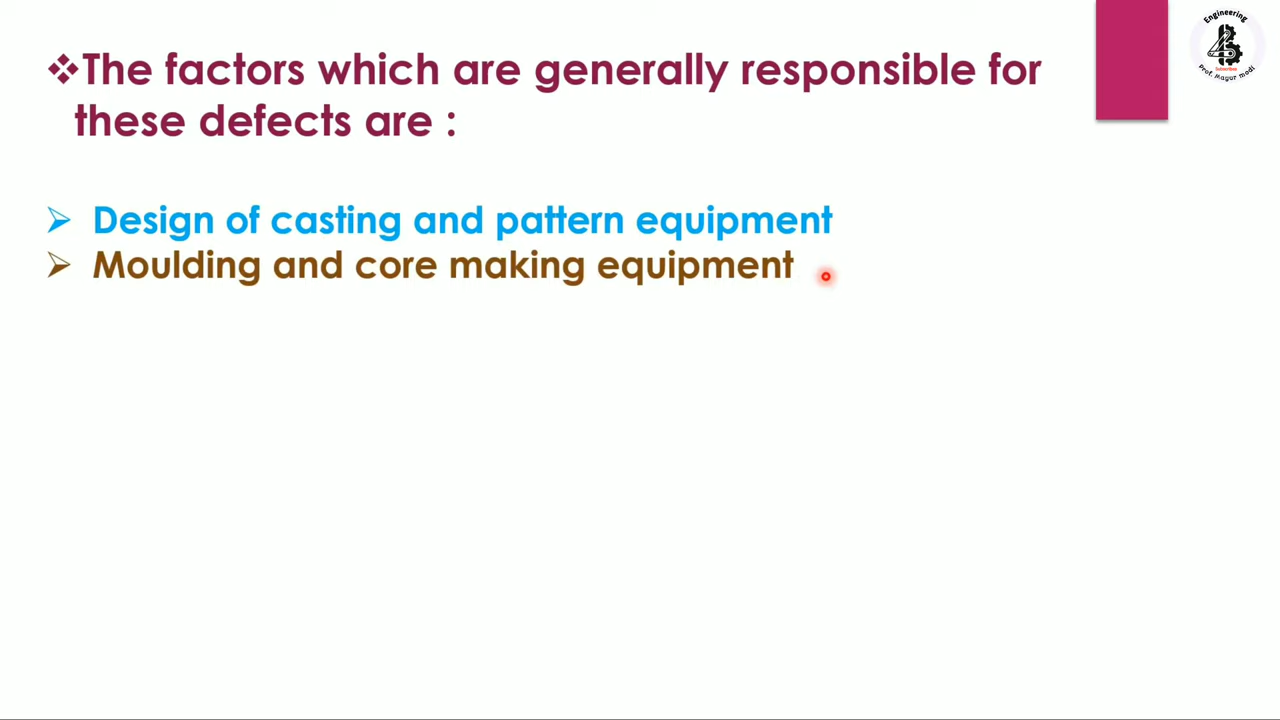 ❖The factors which are generally responsible for
these defects are :
➢ Design of casting and pattern equipment
➢ Moulding and core making equipment
Engineering
Prof. Mayur modi